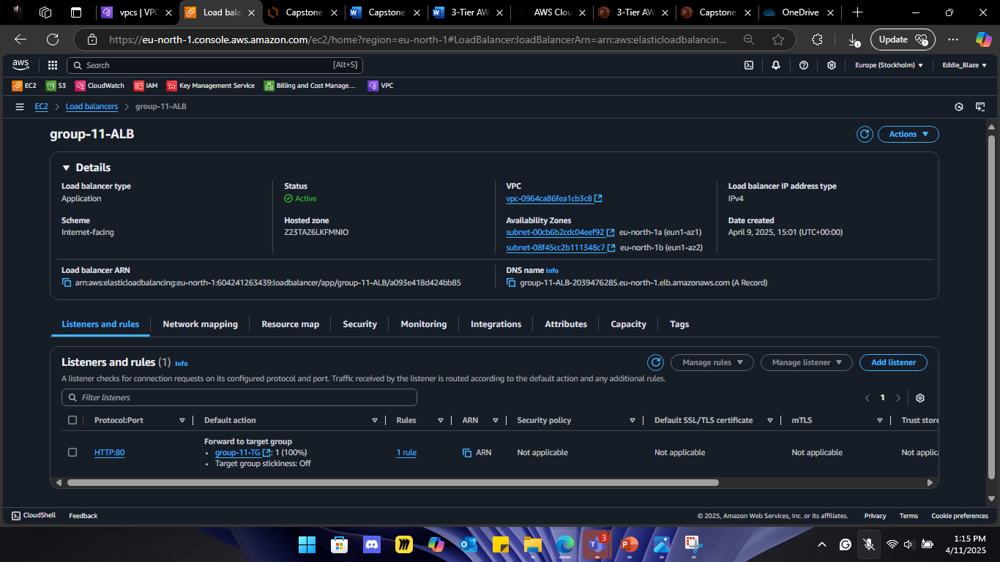 vpcs | VPC
Load bala
Capstone
Capstone
3-Tier AW
AWS Clou
3-Tier AW
Capstone
OneDrive
https://eu-north-1.console.aws.amazon.com/ec2/home?region=eu-north-1#LoadBalancer:loadBalancerArn=arn:aws:elasticloadbalancin...
Update
aws
Search
[Alt+S]
Europe (Stockholm)
Eddie_Blaze
EC2
S3
CloudWatch
IAM
Key Management Service
Billing and Cost Manage...
VPC
EC2
Load balancers
group-11-ALB
group-11-ALB
Actions
Details
Load balancer type
Application
Status
Active
VPC
vpc-0964ca86fea1cb3c8
Load balancer IP address type
IPv4
Scheme
Internet-facing
Hosted zone
Z23TAZ6LKFMNIO
Availability Zones
subnet-00cb6b2cdc04eef92 eu-north-1a (eun1-az1)
subnet-08f45cc2b111348c7 eu-north-1b (eun1-az2)
Date created
April 9, 2025, 15:01 (UTC+00:00)
Load balancer ARN
arn:aws:elasticloadbalancing:eu-north-1:604241263439:loadbalancer/app/group-11-ALB/a093e418d424bb85
DNS name Info
group-11-ALB-2039476285.eu-north-1.elb.amazonaws.com (A Record)
Listeners and rules
Network mapping
Resource map
Security
Monitoring
Integrations
Attributes
Capacity
Tags
Listeners and rules (1) Info
Manage rules
Manage listener
Add listener
A listener checks for connection requests on its configured protocol and port. Traffic received by the listener is routed according to the default action and any additional rules.
Filter listeners
1
Protocol:Port
Default action
Rules
ARN
Security policy
Default SSL/TLS certificate
mTLS
Trust store
HTTP:80
Forward to target group
• group-11-TG : 1 (100%)
• Target group stickiness: Off
1 rule
ARN
Not applicable
Not applicable
Not applicable
Not applica
CloudShell
Feedback
© 2025, Amazon Web Services, Inc. or its affiliates.
Privacy
Terms
Cookie preferences
3
1:15 PM
4/11/2025